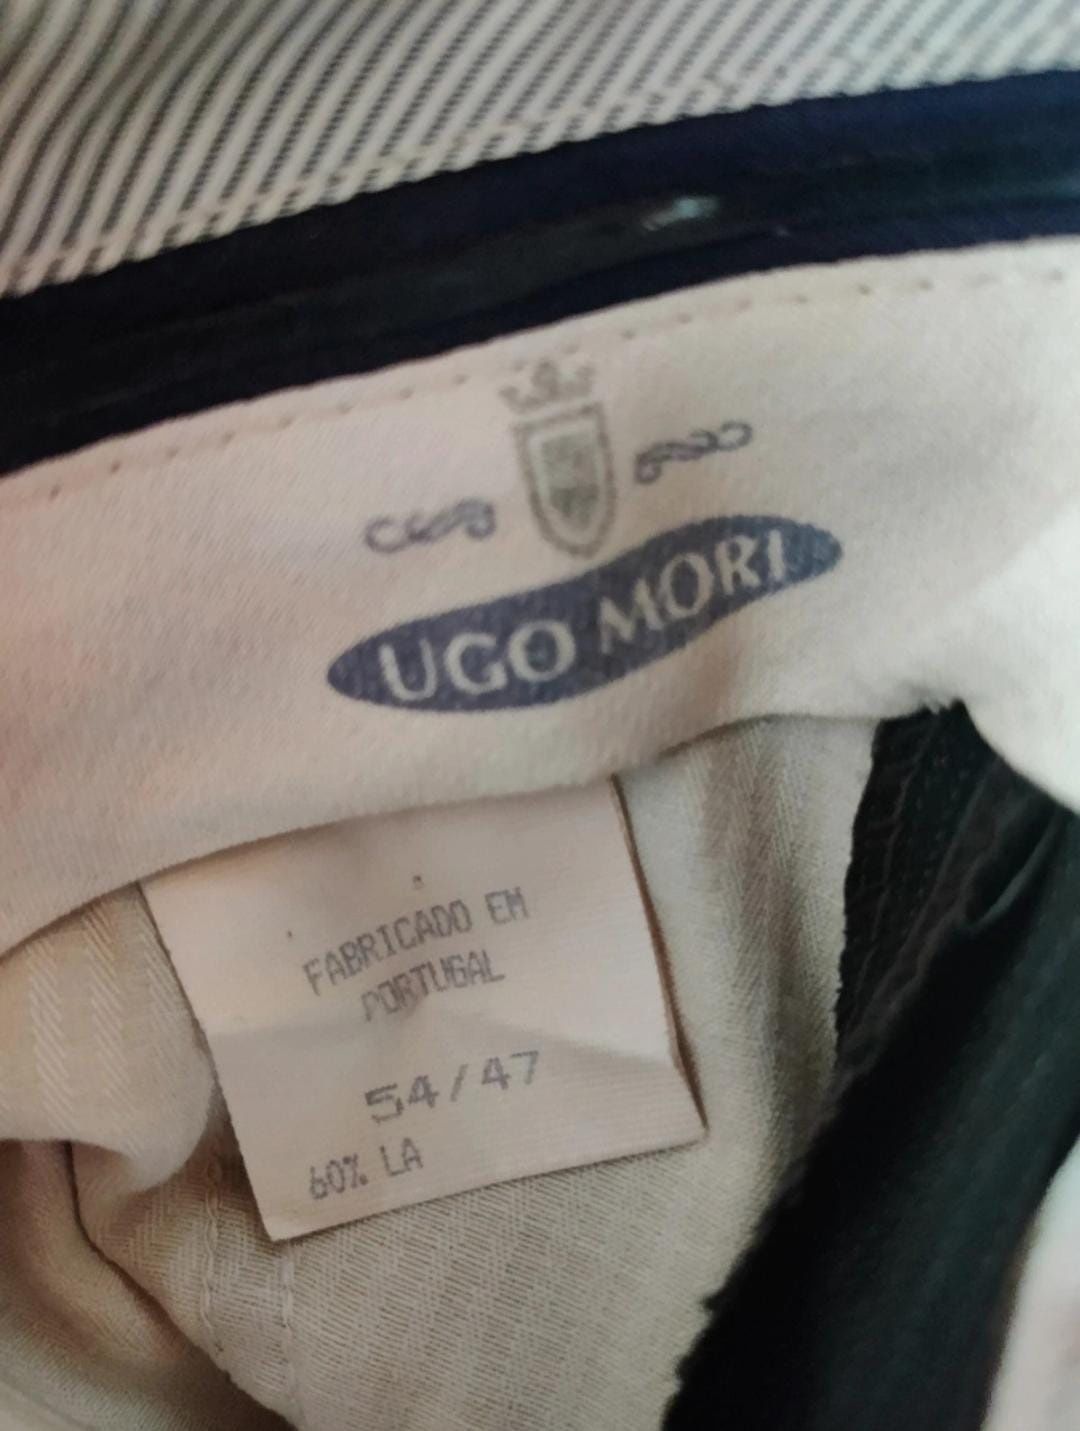 UGO MORI
FABRICADO EM
PORTUGAL
54/47
60% LA